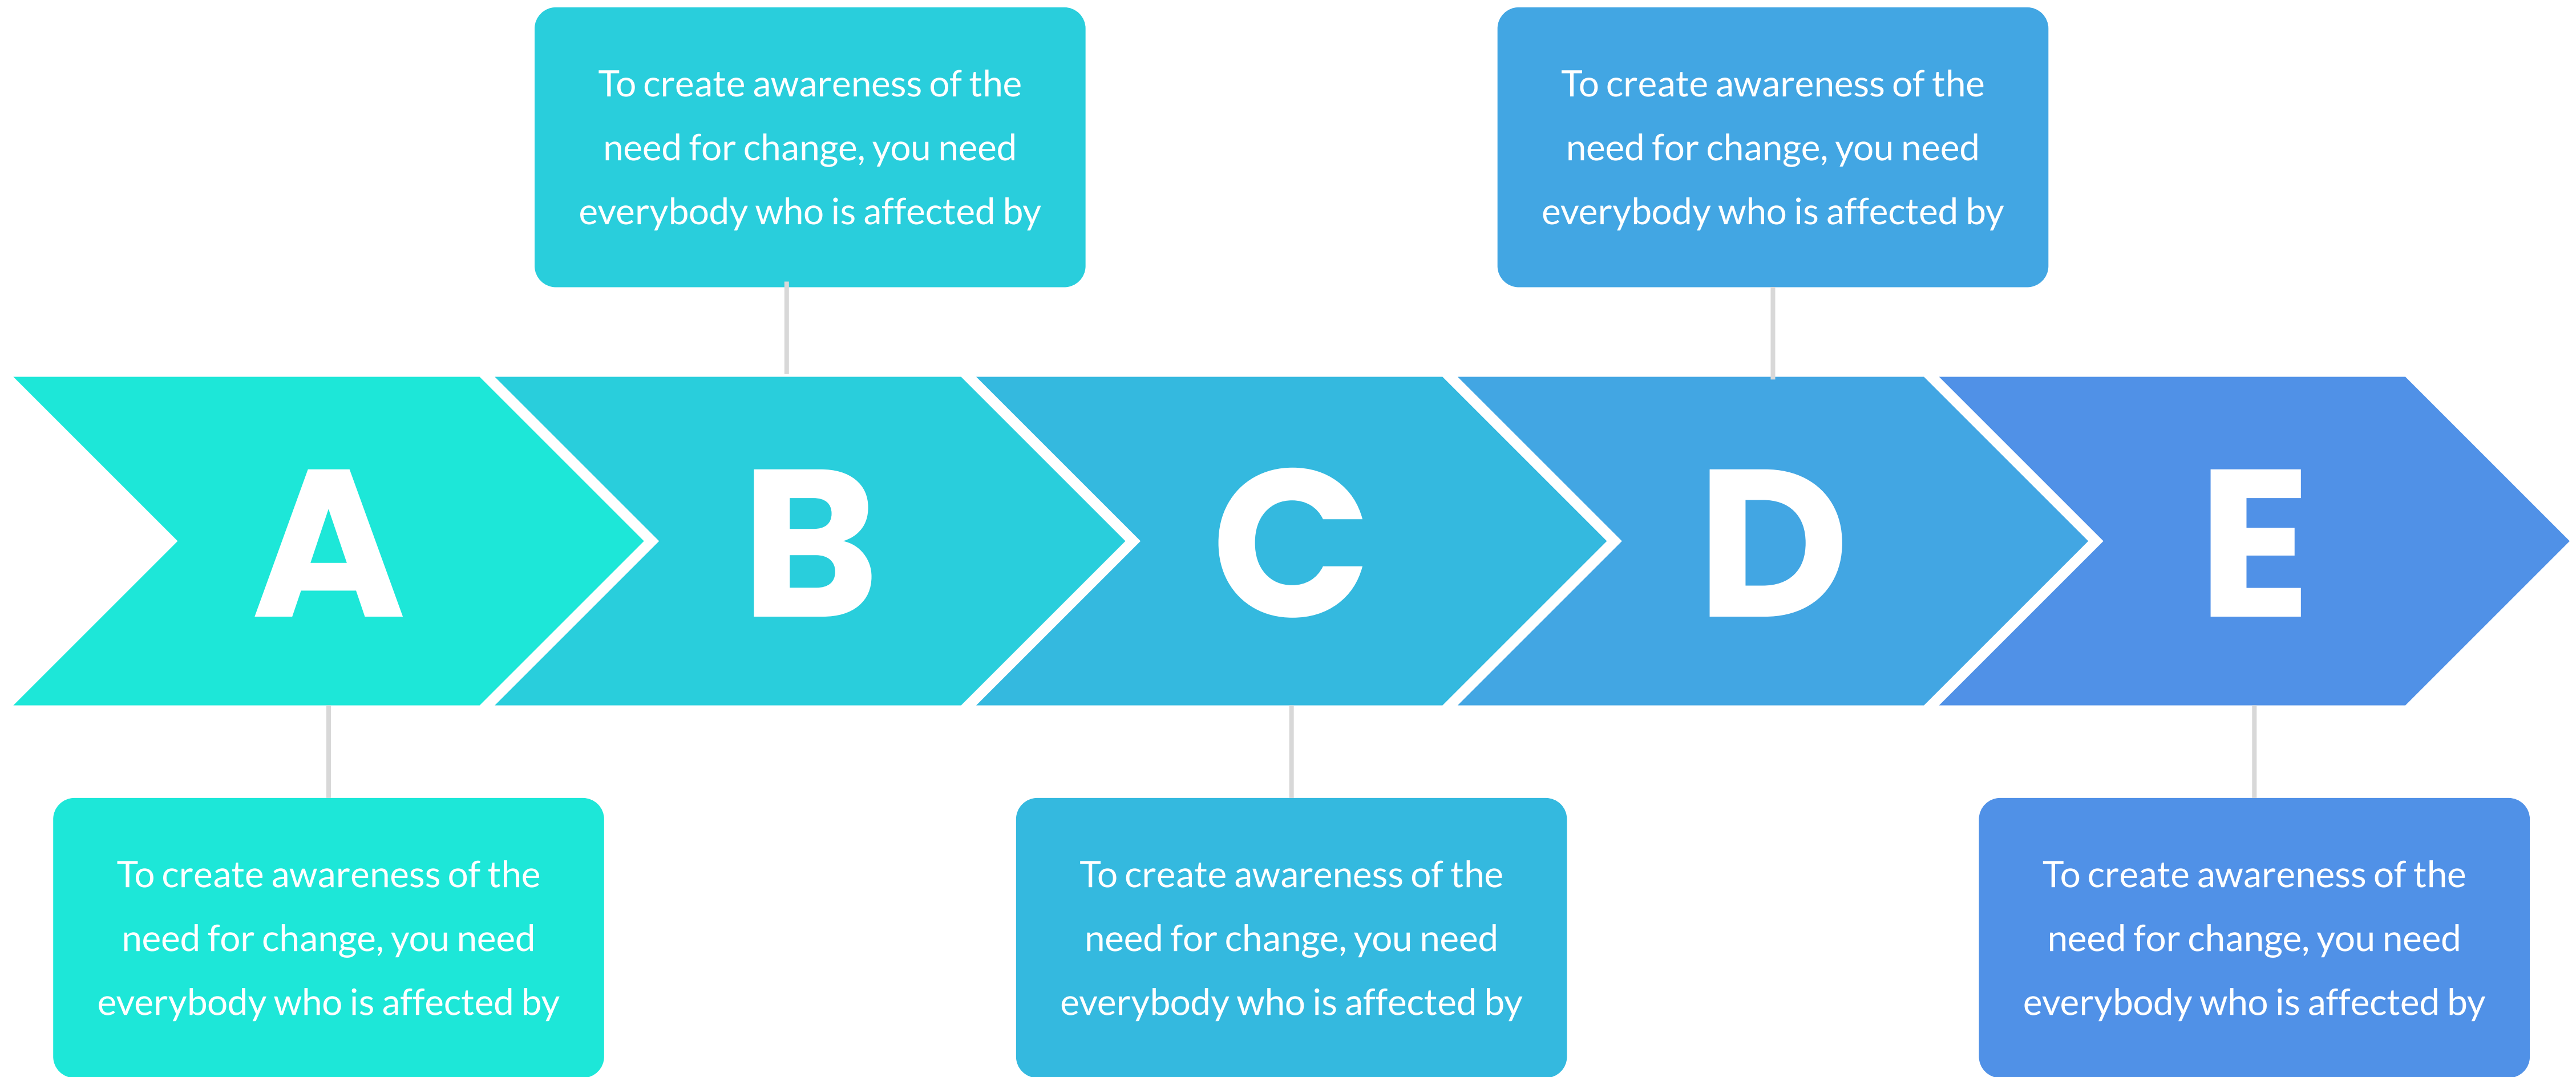 To create awareness of the
need for change, you need
everybody who is affected by
To create awareness of the
need for change, you need
everybody who is affected by
A
B
C
D
E
To create awareness of the
need for change, you need
everybody who is affected by
To create awareness of the
need for change, you need
everybody who is affected by
To create awareness of the
need for change, you need
everybody who is affected by